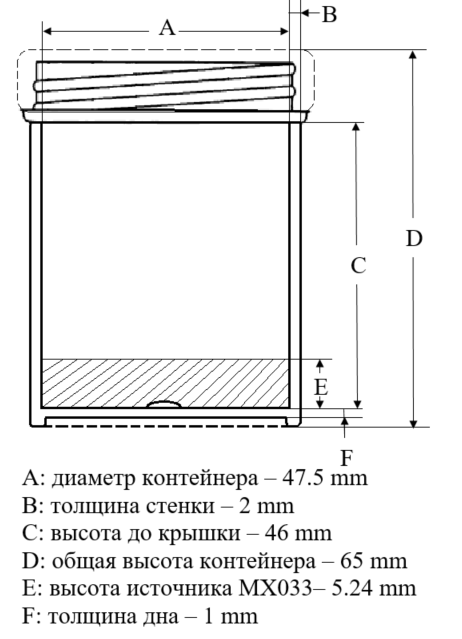 B
A
D
C
E
F
A: диаметр контейнера – 47.5 mm
B: толщина стенки – 2 mm
C: высота до крышки – 46 mm
D: общая высота контейнера – 65 mm
E: высота источника MX033– 5.24 mm
F: толщина дна – 1 mm